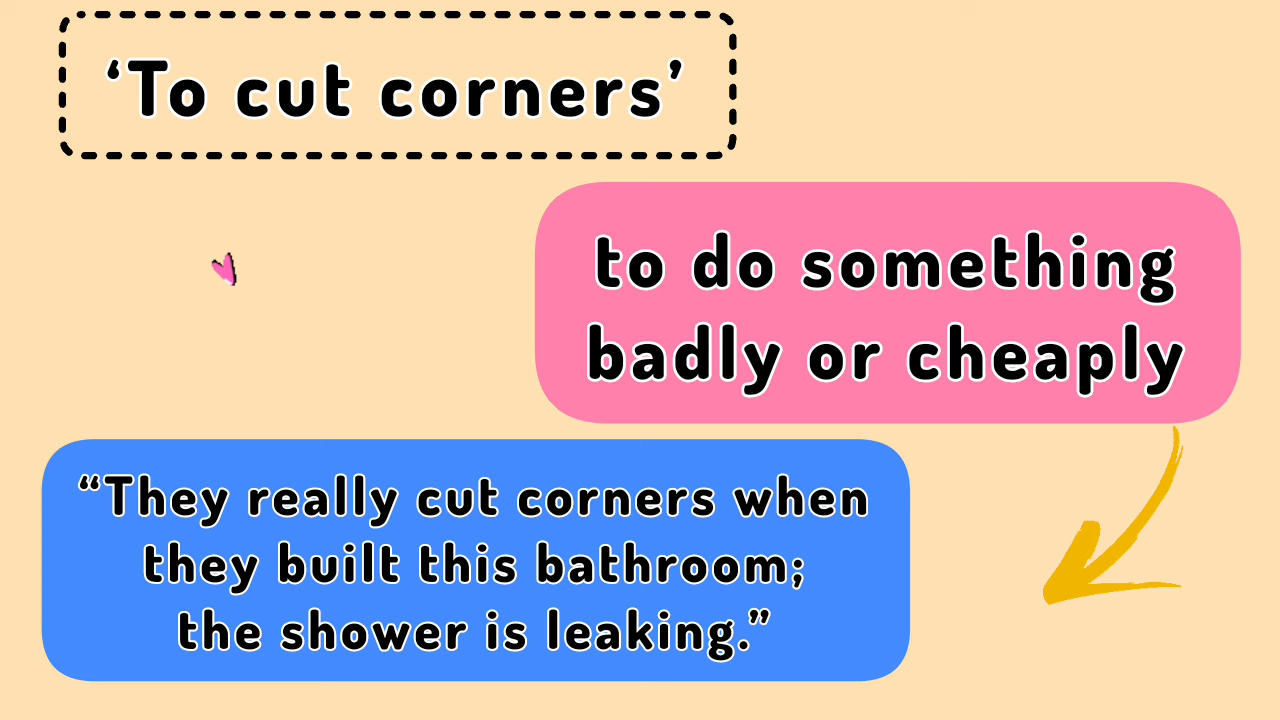 ‘To cut corners’
to do something
badly or cheaply
“They really cut corners when
they built this bathroom;
the shower is leaking.”